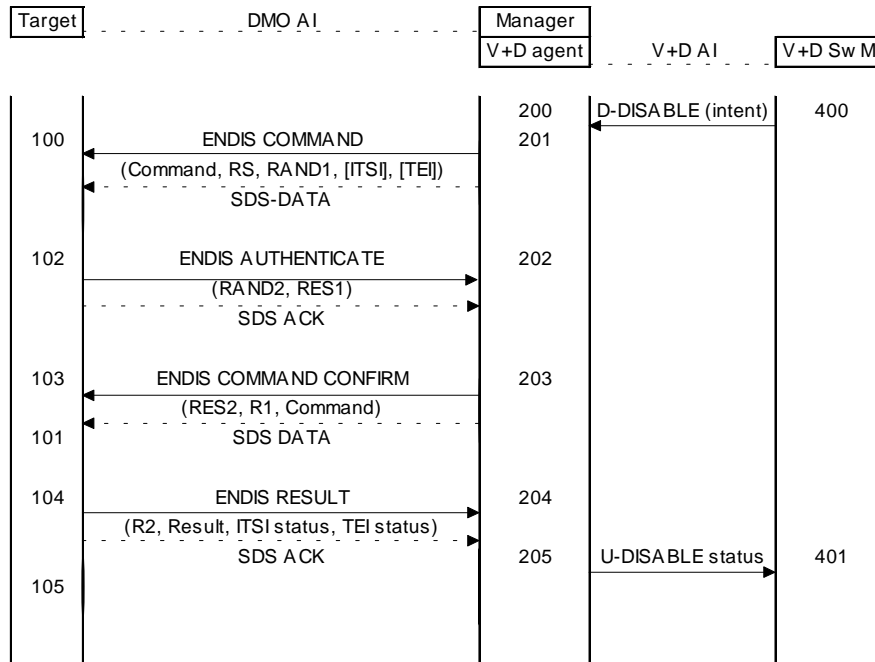 Target DMO AI Manager
V+D agent V+D AI V+D Sw M
200 D-DISABLE (intent) 400
100 ENDIS COMMAND 201
(Command, RS, RAND1, [ITSI], [TEI])
SDS-DATA
102 ENDIS AUTHENTICATE 202
(RAND2, RES1)
SDS ACK
103 ENDIS COMMAND CONFIRM 203
(RES2, R1, Command)
101 SDS DATA
104 ENDIS RESULT 204
(R2, Result, ITSI status, TEI status)
SDS ACK 205 U-DISABLE status 401
105